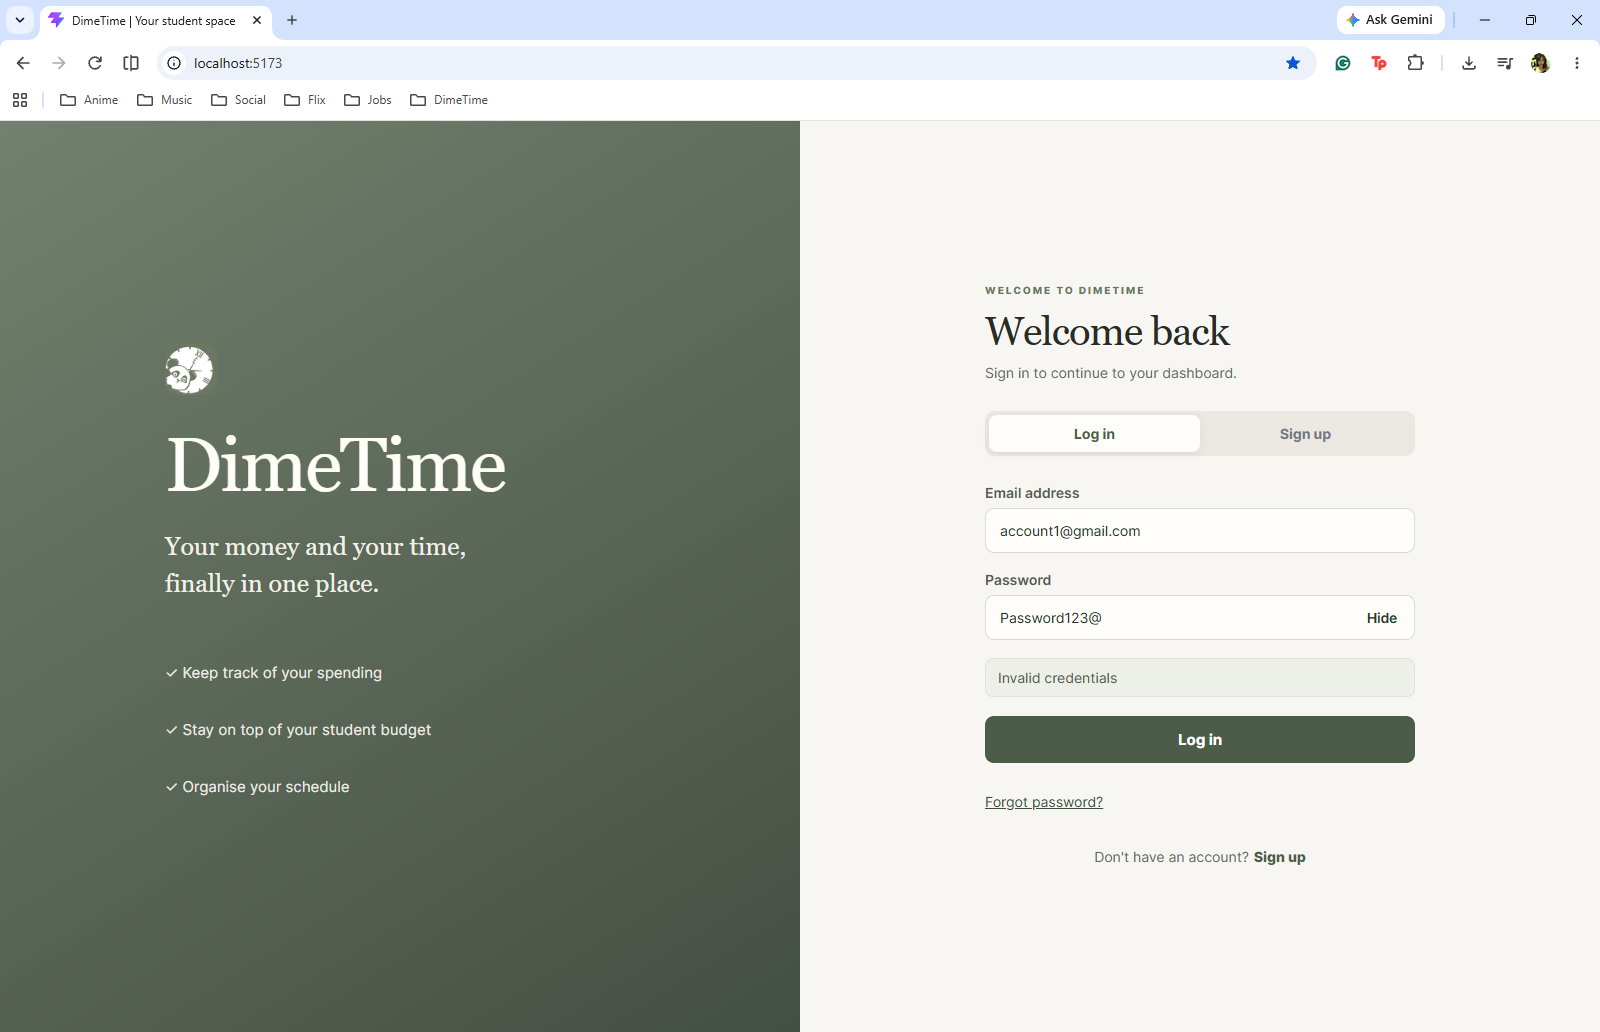 DimeTime | Your student space
Ask Gemini
localhost:5173
Anime
Music
Social
Flix
Jobs
DimeTime
DimeTime
Your money and your time,
finally in one place.
✓ Keep track of your spending
✓ Stay on top of your student budget
✓ Organise your schedule
WELCOME TO DIMETIME
Welcome back
Sign in to continue to your dashboard.
Log in
Sign up
Email address
account1@gmail.com
Password
Password123@
Hide
Invalid credentials
Log in
Forgot password?
Don't have an account? Sign up